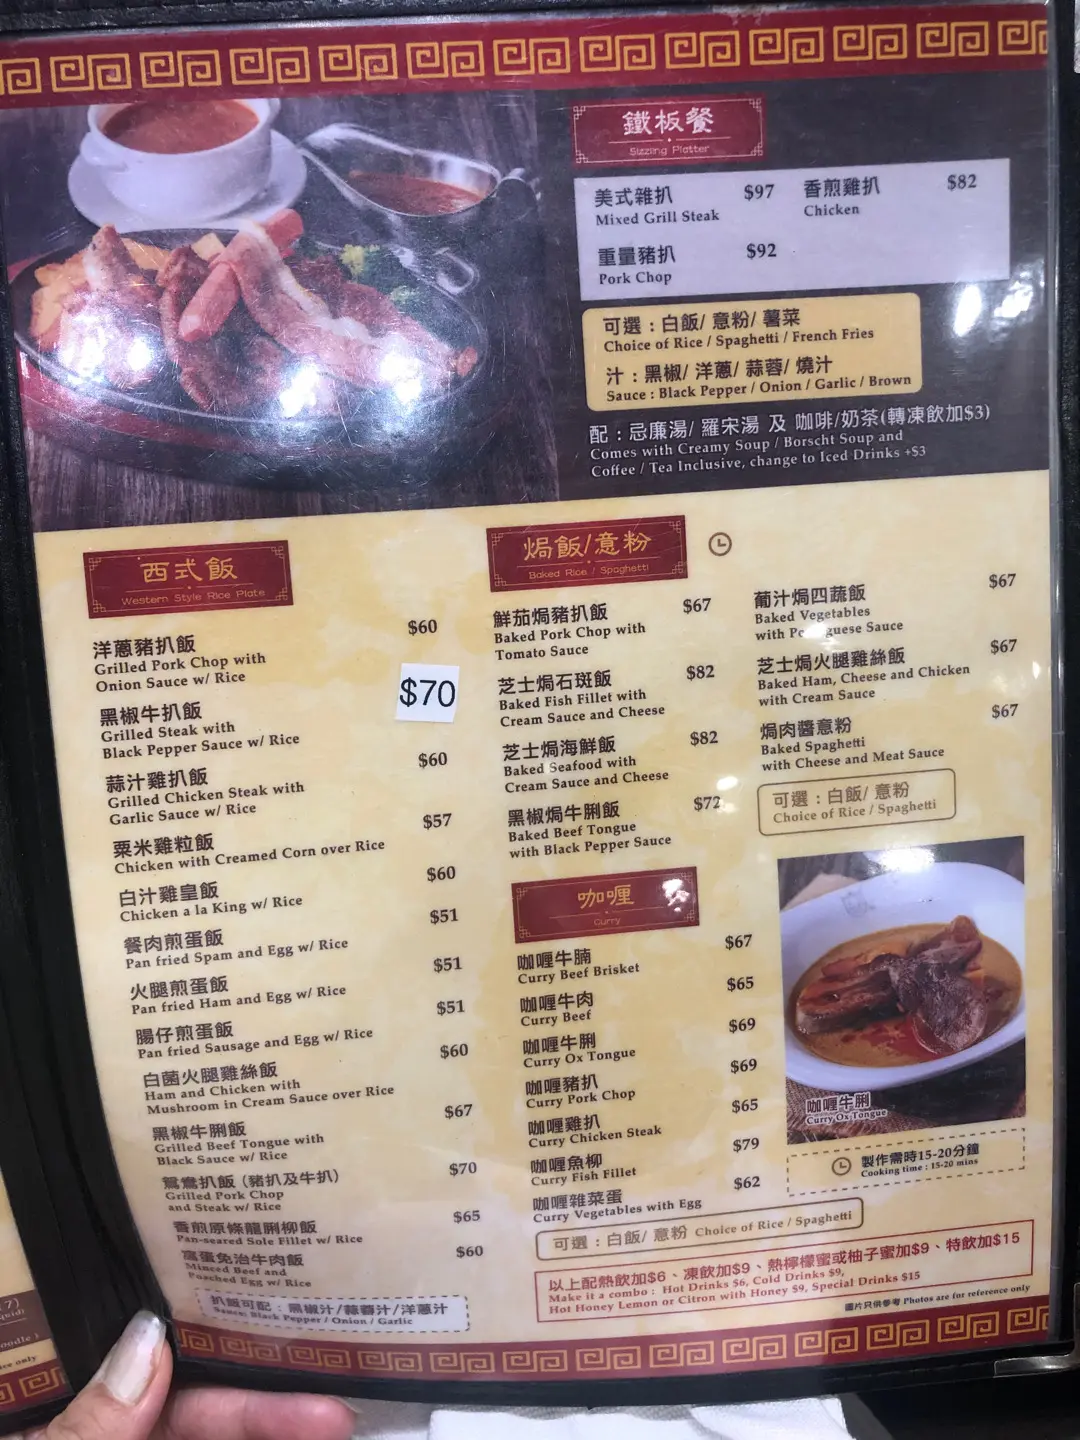 鐵板餐
Sizzling Platter
美式雜扒 $97
Mixed Grill Steak
香煎雞扒 $82
Chicken
重量豬扒 $92
Pork Chop
可選：白飯/ 意粉/ 薯菜
Choice of Rice / Spaghetti / French Fries
汁：黑椒/ 洋蔥/ 蒜蓉/ 燒汁
Sauce : Black Pepper / Onion / Garlic / Brown
配：忌廉湯/ 羅宋湯 及 咖啡/奶茶(轉凍飲加$3)
Comes with Creamy Soup / Borscht Soup and
Coffee / Tea Inclusive, change to Iced Drinks +$3
西式飯
Western Style Rice Plate
洋蔥豬扒飯 $60
Grilled Pork Chop with
Onion Sauce w/ Rice
黑椒牛扒飯 $70
Grilled Steak with
Black Pepper Sauce w/ Rice
蒜汁雞扒飯 $60
Grilled Chicken Steak with
Garlic Sauce w/ Rice
粟米雞粒飯 $57
Chicken with Creamed Corn over Rice
白汁雞皇飯 $60
Chicken a la King w/ Rice
餐肉煎蛋飯 $51
Pan fried Spam and Egg w/ Rice
火腿煎蛋飯 $51
Pan fried Ham and Egg w/ Rice
腸仔煎蛋飯 $51
Pan fried Sausage and Egg w/ Rice
白菌火腿雞絲飯 $60
Ham and Chicken with
Mushroom in Cream Sauce over Rice
黑椒牛脷飯 $67
Grilled Beef Tongue with
Black Sauce w/ Rice
鴛鴦扒飯 (豬扒及牛扒) $70
Grilled Pork Chop
and Steak w/ Rice
香煎原條龍脷柳飯 $65
Pan-seared Sole Fillet w/ Rice
窩蛋免治牛肉飯 $60
Minced Beef and
Poached Egg w/ Rice
扒飯可配：黑椒汁/蒜蓉汁/洋蔥汁
Sauce: Black Pepper / Onion / Garlic
焗飯/意粉
Baked Rice / Spaghetti
鮮茄焗豬扒飯 $67
Baked Pork Chop with
Tomato Sauce
芝士焗石斑飯 $82
Baked Fish Fillet with
Cream Sauce and Cheese
芝士焗海鮮飯 $82
Baked Seafood with
Cream Sauce and Cheese
黑椒焗牛脷飯 $72
Baked Beef Tongue
with Black Pepper Sauce
葡汁焗四蔬飯 $67
Baked Vegetables
with Portuguese Sauce
芝士焗火腿雞絲飯 $67
Baked Ham, Cheese and Chicken
with Cream Sauce
焗肉醬意粉 $67
Baked Spaghetti
with Cheese and Meat Sauce
可選：白飯/ 意粉
Choice of Rice / Spaghetti
咖喱
Curry
咖喱牛腩 $67
Curry Beef Brisket
咖喱牛肉 $65
Curry Beef
咖喱牛脷 $69
Curry Ox Tongue
咖喱豬扒 $69
Curry Pork Chop
咖喱雞扒 $65
Curry Chicken Steak
咖喱魚柳 $79
Curry Fish Fillet
咖喱雜菜蛋 $62
Curry Vegetables with Egg
可選：白飯/ 意粉 Choice of Rice / Spaghetti
咖喱牛脷
Curry Ox Tongue
製作需時15-20分鐘
Cooking time : 15-20 mins
以上配熱飲加$6、凍飲加$9、熱檸檬蜜或柚子蜜加$9、特飲加$15
Make it a combo : Hot Drinks $6, Cold Drinks $9,
Hot Honey Lemon or Citron with Honey $9, Special Drinks $15
圖片只供參考 Photos are for reference only